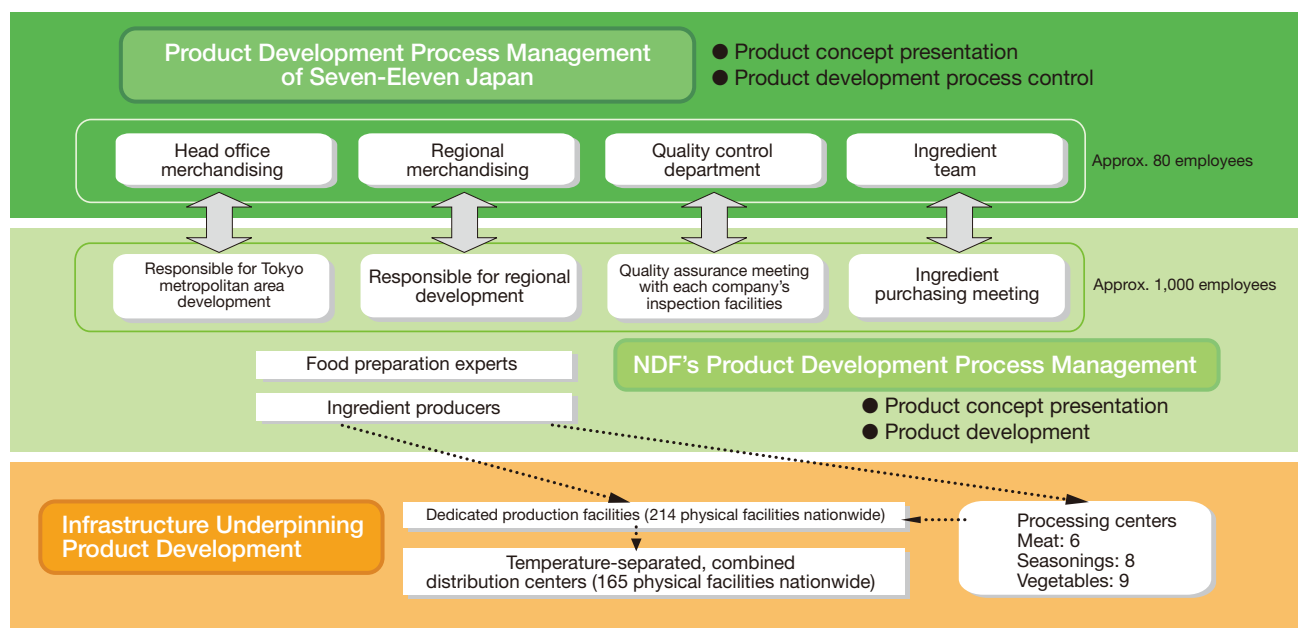 Product Development Process Management
of Seven-Eleven Japan
● Product concept presentation
● Product development process control
Head office
merchandising
Regional
merchandising
Quality control
department
Ingredient
team
Approx. 80 employees
Responsible for Tokyo
metropolitan area
development
Responsible for regional
development
Quality assurance meeting
with each company's
inspection facilities
Ingredient
purchasing meeting
Approx. 1,000 employees
Food preparation experts
Ingredient producers
NDF's Product Development Process Management
● Product concept presentation
● Product development
Infrastructure Underpinning
Product Development
Dedicated production facilities (214 physical facilities nationwide)
Temperature-separated, combined
distribution centers (165 physical facilities nationwide)
Processing centers
Meat: 6
Seasonings: 8
Vegetables: 9